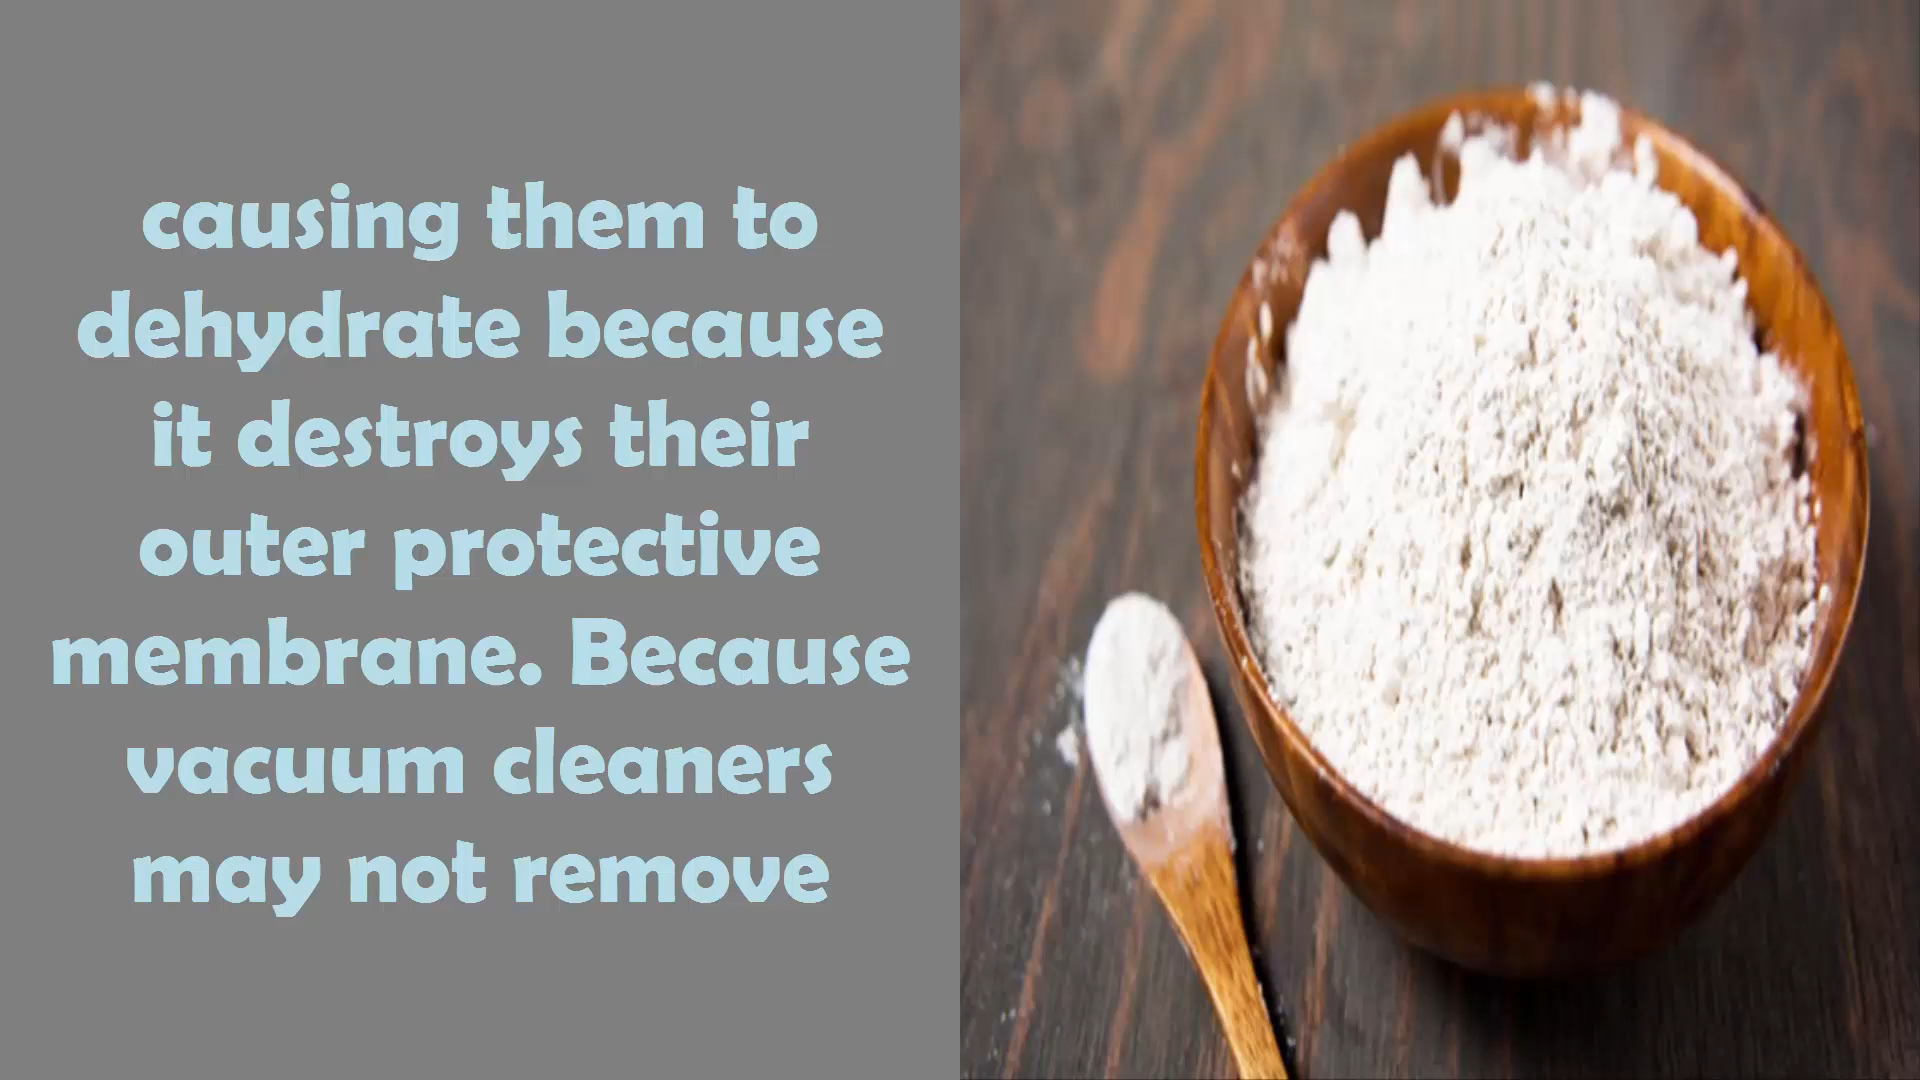 causing them to
dehydrate because
it destroys their
outer protective
membrane. Because
vacuum cleaners
may not remove